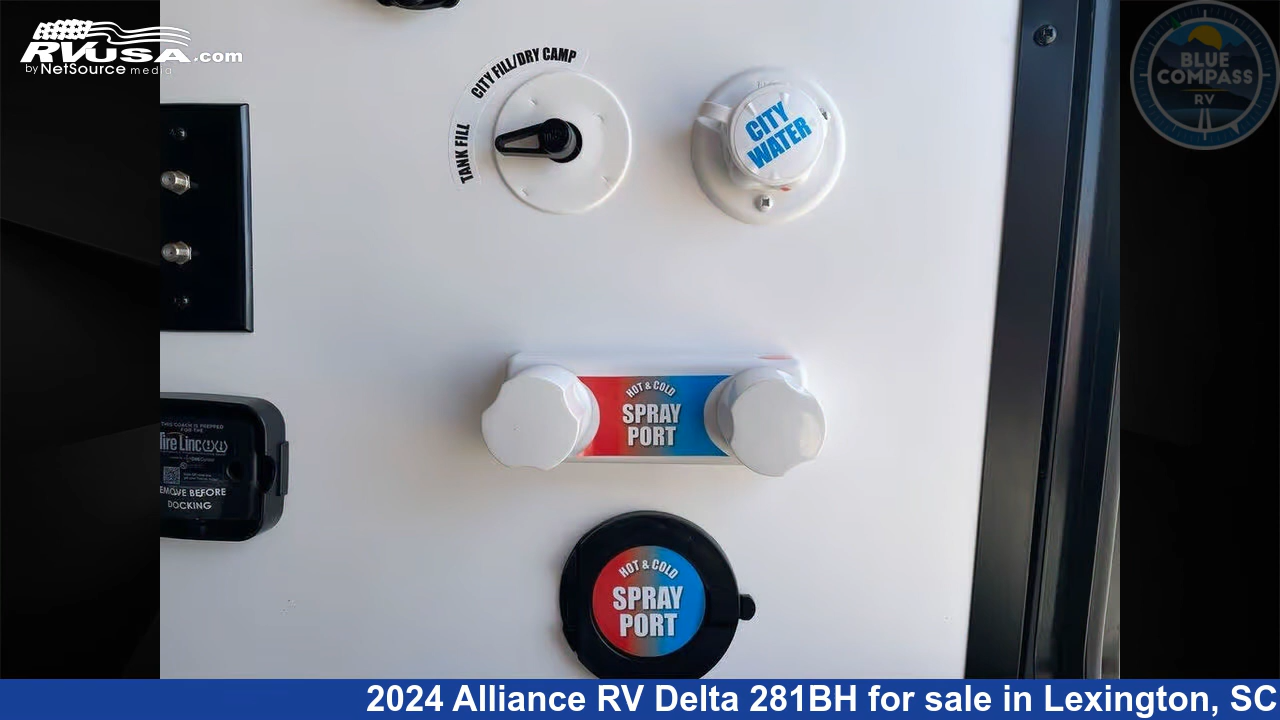 RVUSA.com
by NetSource media
BLUE
COMPASS
RV
CITY FILL/DRY CAMP
TANK FILL
CITY
WATER
HOT & COLD
SPRAY
PORT
THIS COACH IS PREPARED
FOR THE
Tire Linc
EMOVE BEFORE
DOCKING
HOT & COLD
SPRAY
PORT
2024 Alliance RV Delta 281BH for sale in Lexington, SC